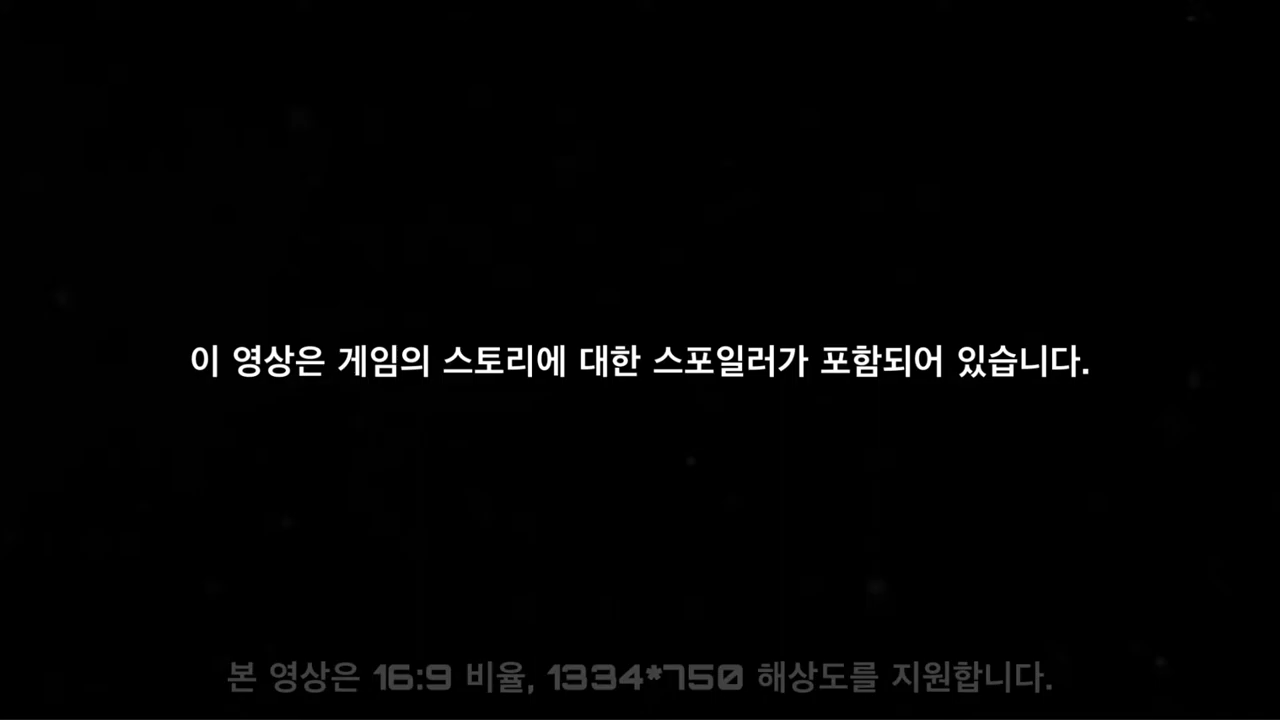 이 영상은 게임의 스토리에 대한 스포일러가 포함되어 있습니다.
본 영상은 16:9 비율, 1334*750 해상도를 지원합니다.